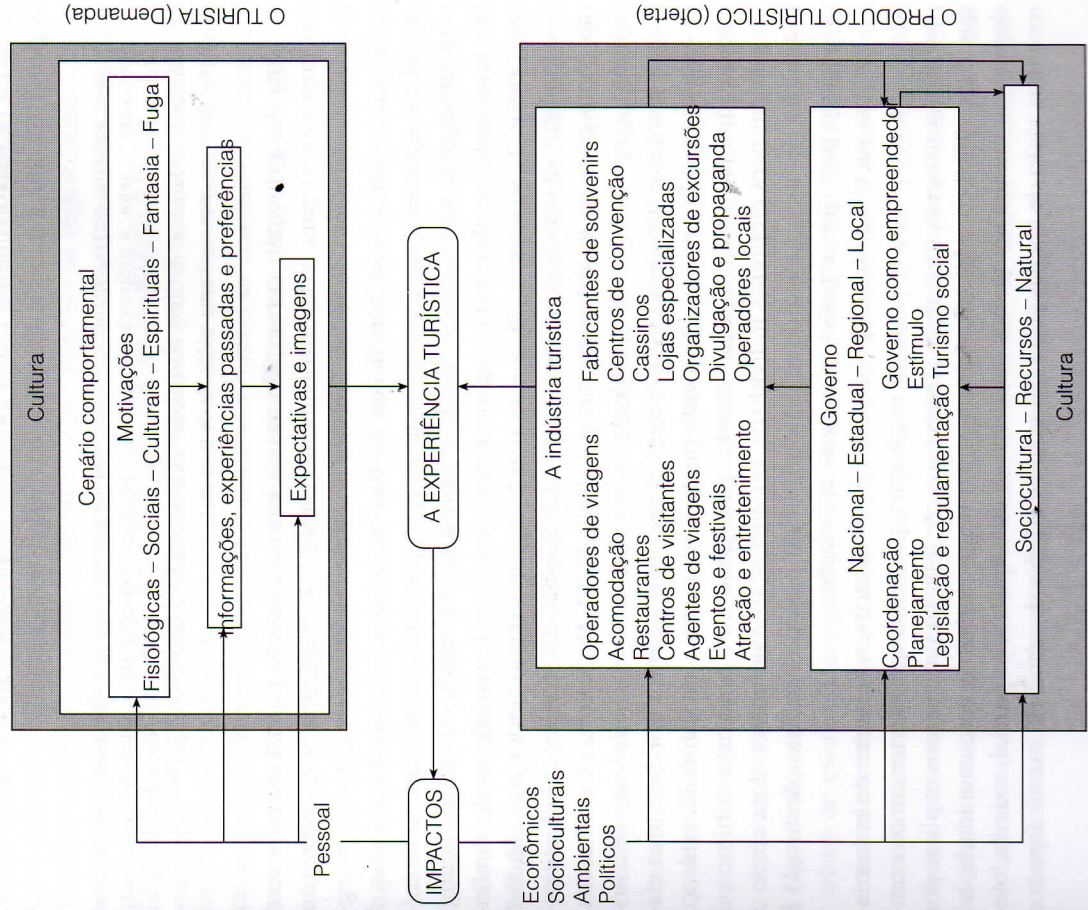 O TURISTA (Demanda)
Cultura
Cenário comportamental
Motivações
Fisiológicas – Sociais – Culturais – Espirituais – Fantasia – Fuga
Informações, experiências passadas e preferências
Expectativas e imagens
A EXPERIÊNCIA TURÍSTICA
IMPACTOS
Pessoal
Econômicos
Socioculturais
Ambientais
Políticos
O PRODUTO TURÍSTICO (Oferta)
A indústria turística
Operadores de viagens
Acomodação
Restaurantes
Centros de visitantes
Agentes de viagens
Eventos e festivais
Atração e entretenimento
Fabricantes de souvenirs
Centros de convenção
Cassinos
Lojas especializadas
Organizadores de excursões
Divulgação e propaganda
Operadores locais
Governo
Nacional – Estadual – Regional – Local
Coordenação
Planejamento
Legislação e regulamentação Turismo social
Governo como empreendedor
Estímulo
Sociocultural – Recursos – Natural
Cultura